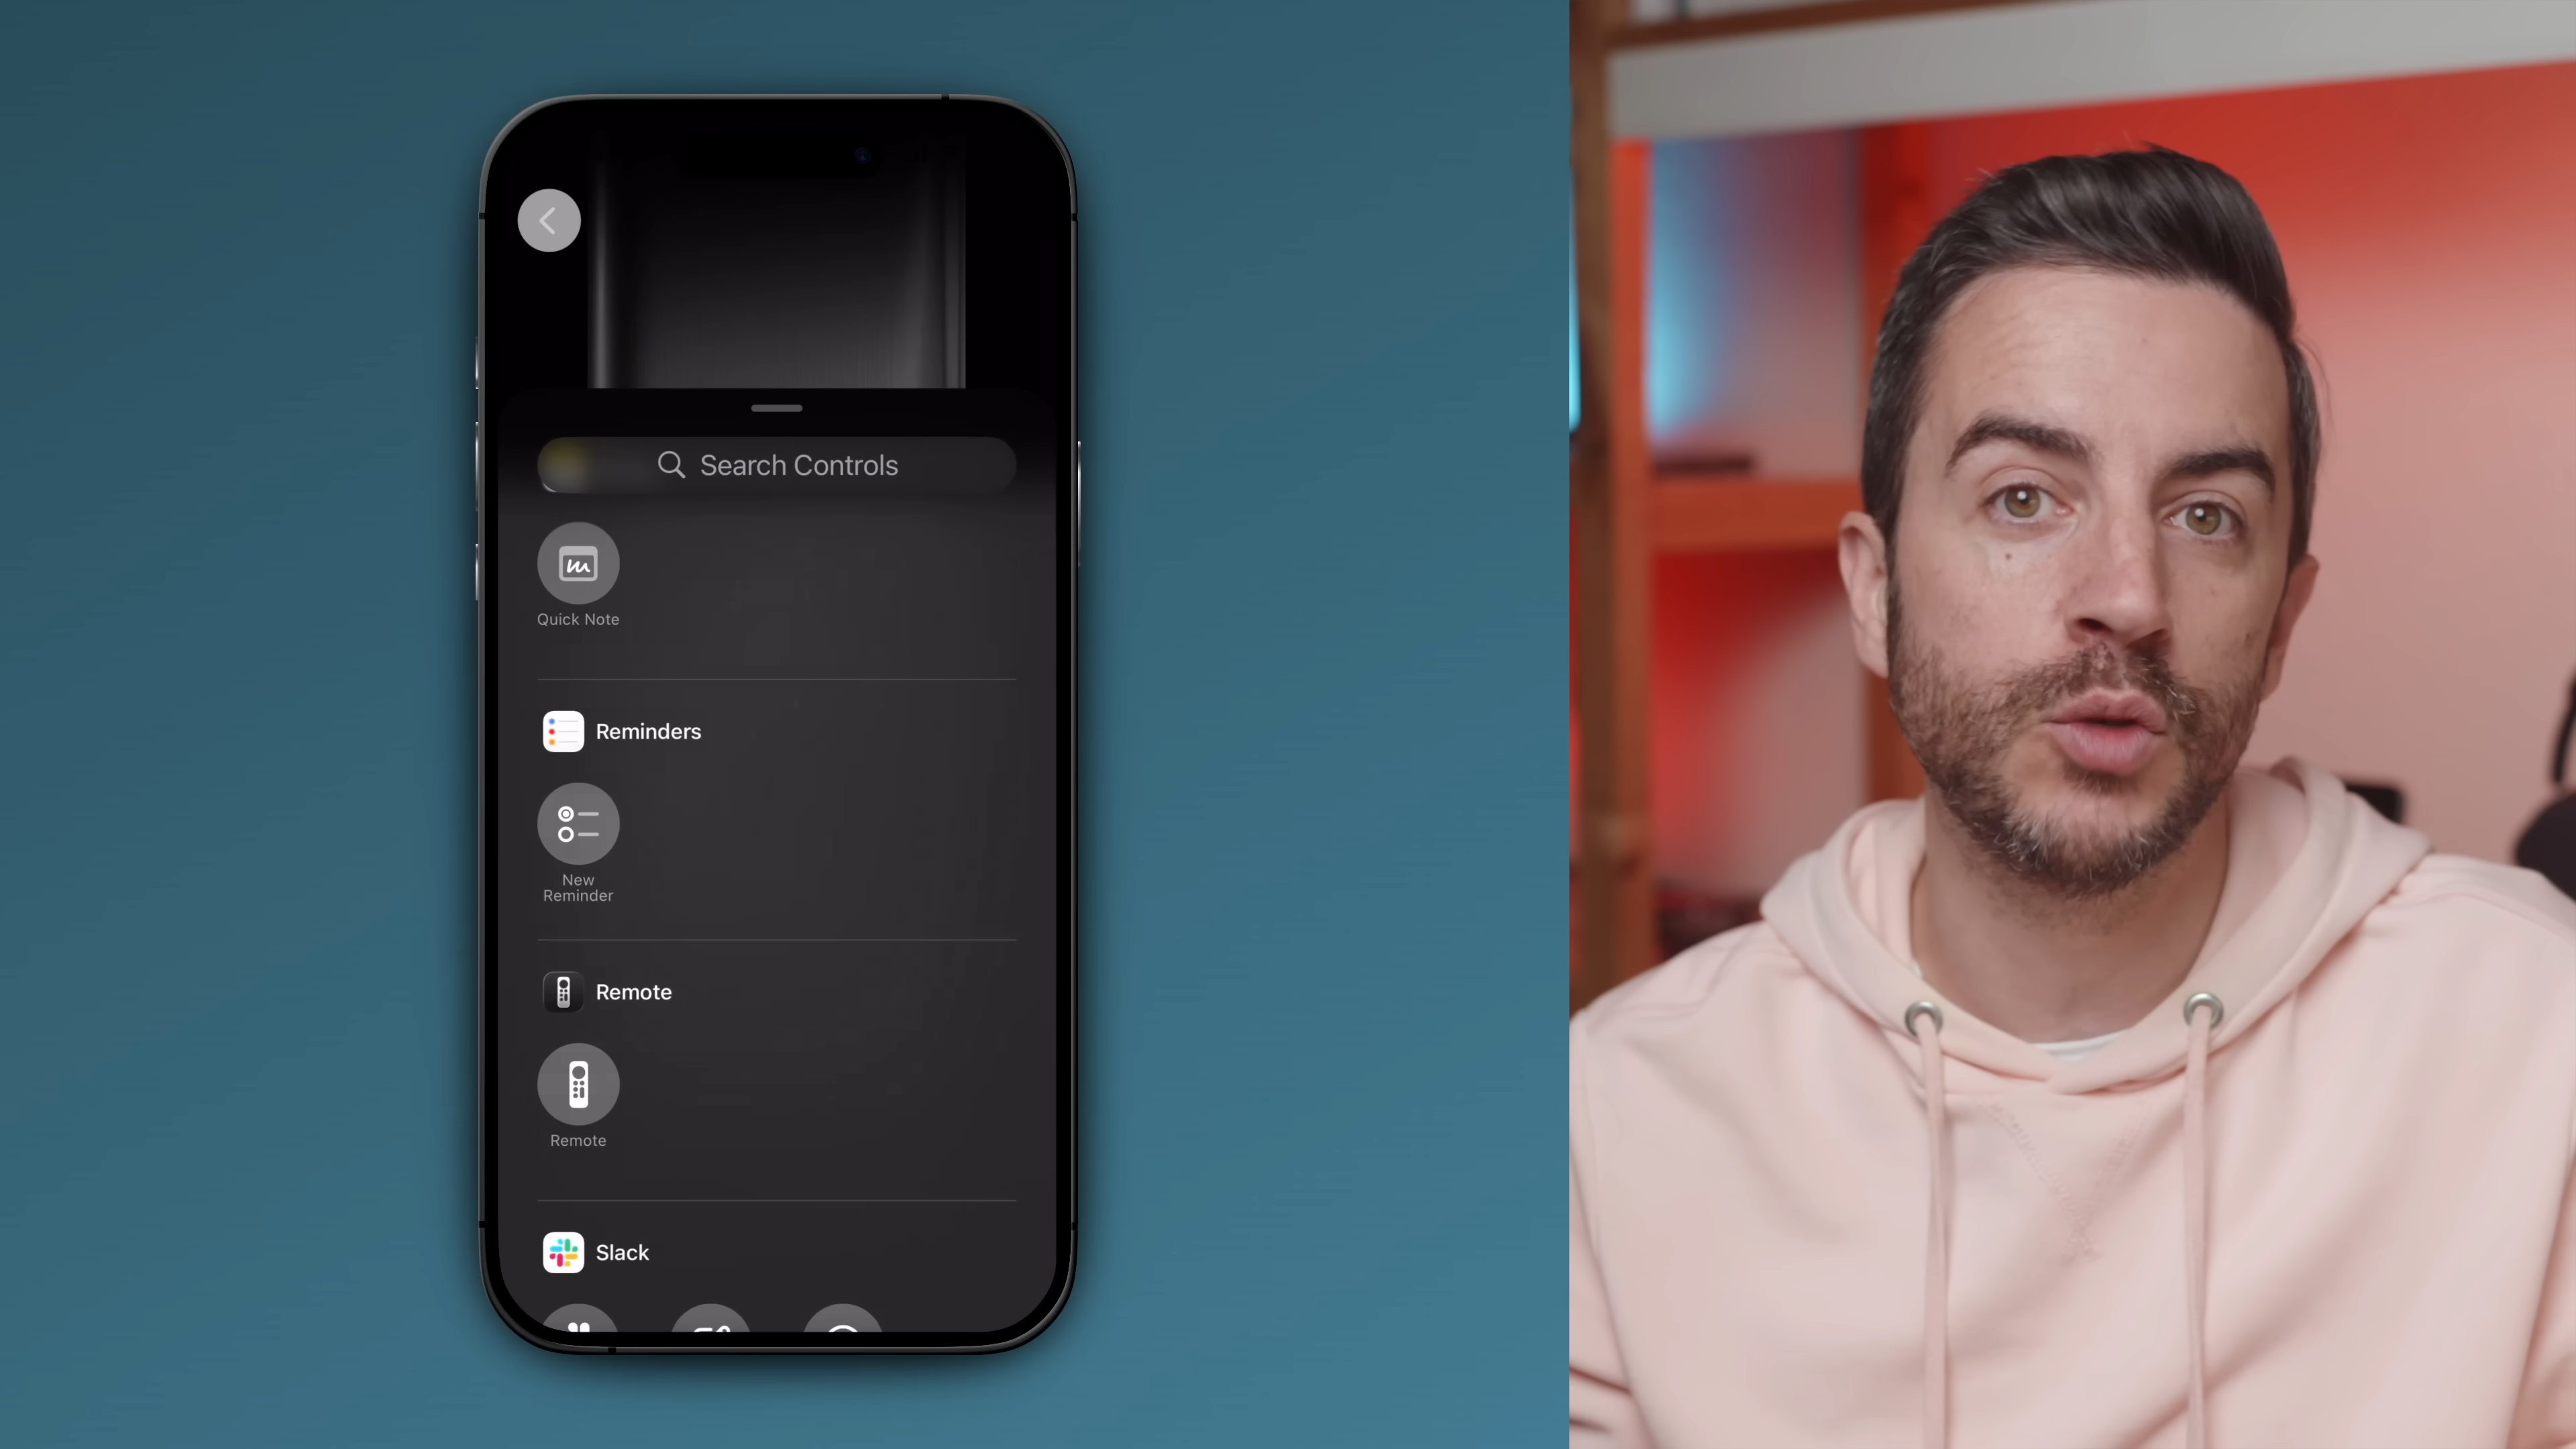 Search Controls
Quick Note
Reminders
New
Reminder
Remote
Remote
Slack